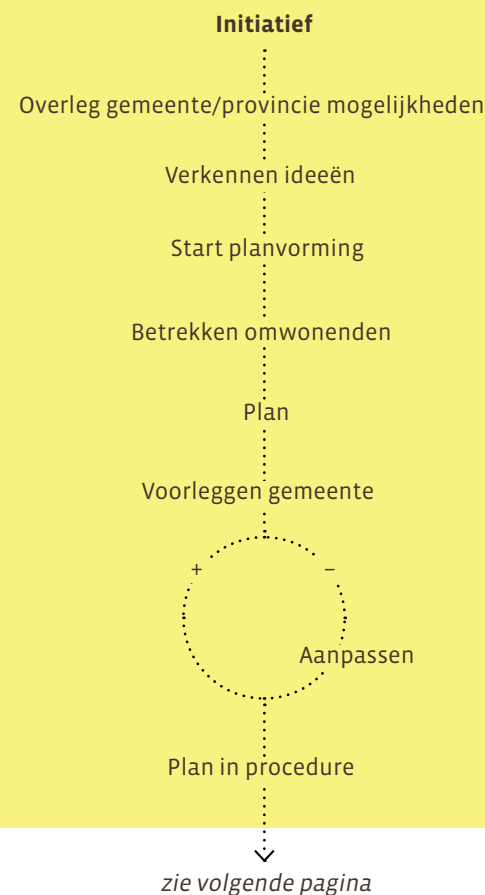 Initiatief
Overleg gemeente/provincie mogelijkheden
Verkennen ideeën
Start planvorming
Betrekken omwonenden
Plan
Voorleggen gemeente
+ –
Aanpassen
Plan in procedure
zie volgende pagina